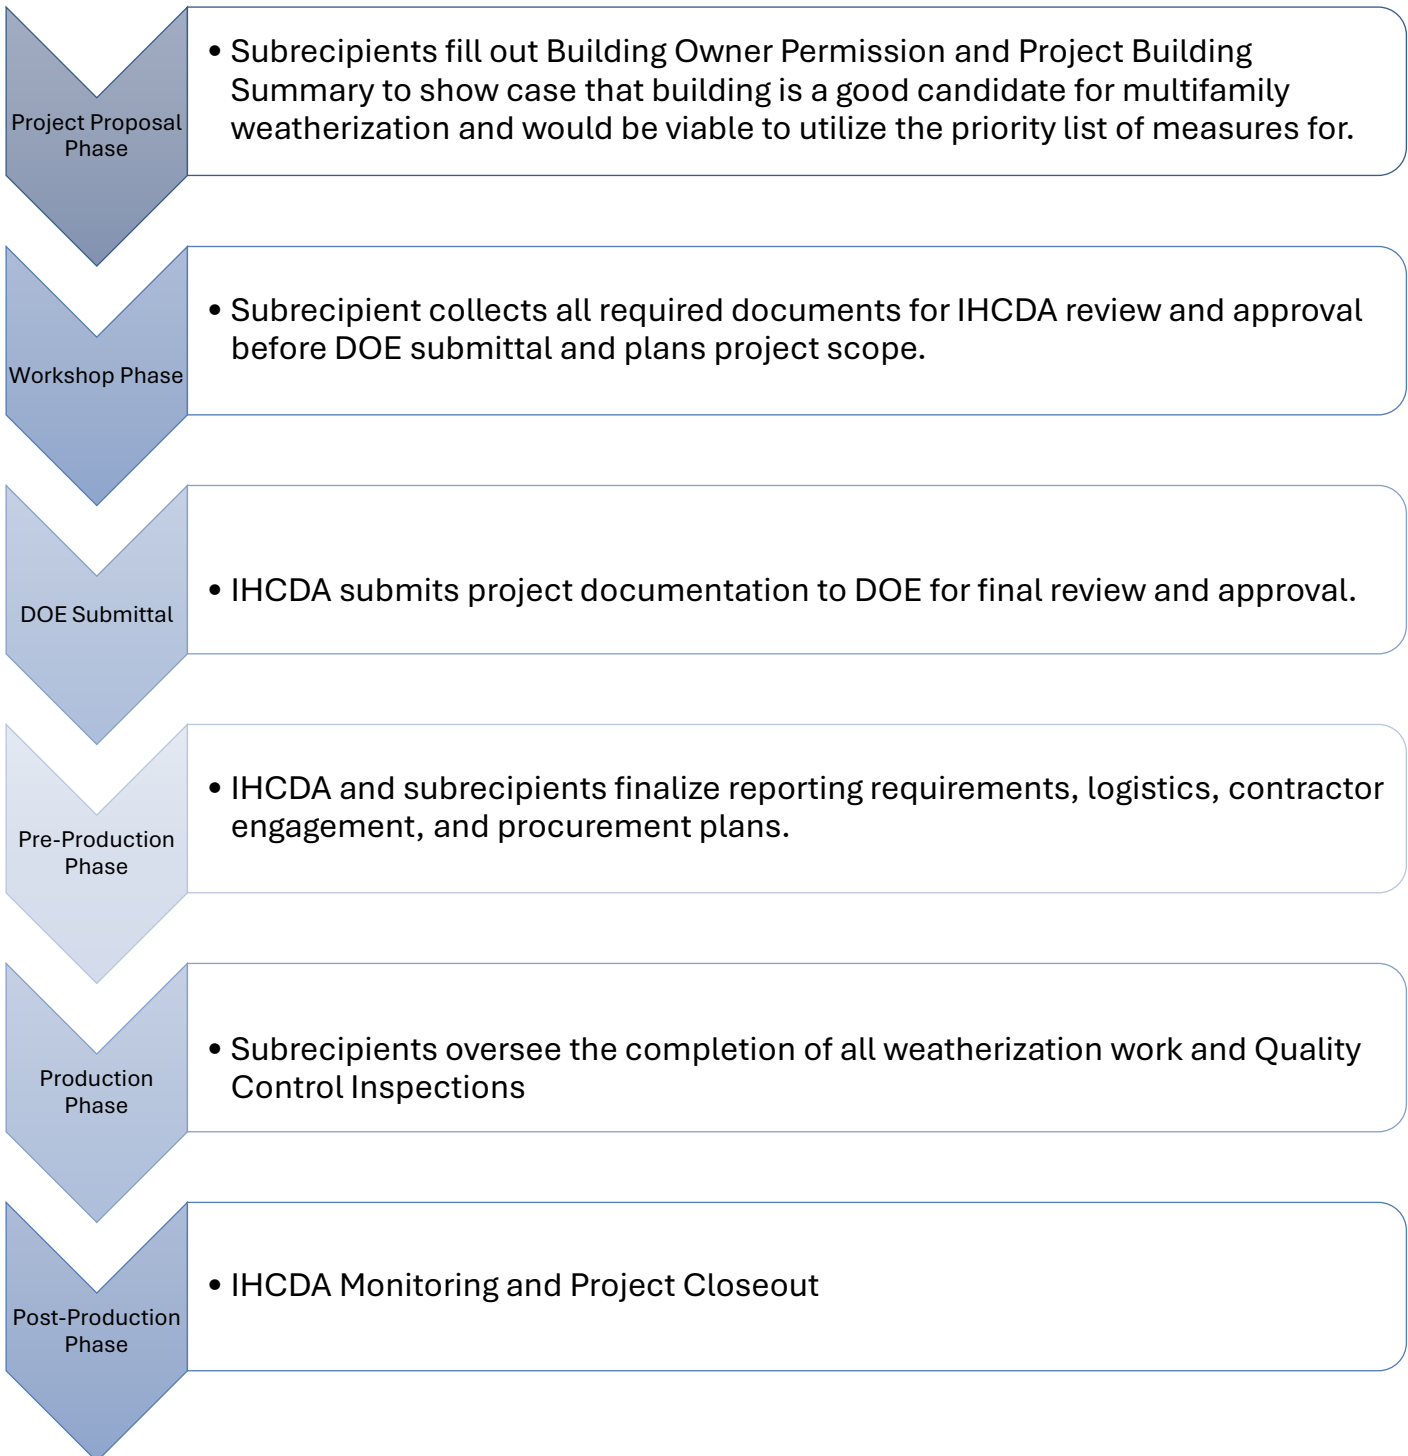 Project Proposal
Phase
• Subrecipients fill out Building Owner Permission and Project Building
Summary to show case that building is a good candidate for multifamily
weatherization and would be viable to utilize the priority list of measures for.
Workshop Phase
• Subrecipient collects all required documents for IHCDA review and approval
before DOE submittal and plans project scope.
DOE Submittal
• IHCDA submits project documentation to DOE for final review and approval.
Pre-Production
Phase
• IHCDA and subrecipients finalize reporting requirements, logistics, contractor
engagement, and procurement plans.
Production
Phase
• Subrecipients oversee the completion of all weatherization work and Quality
Control Inspections
Post-Production
Phase
• IHCDA Monitoring and Project Closeout